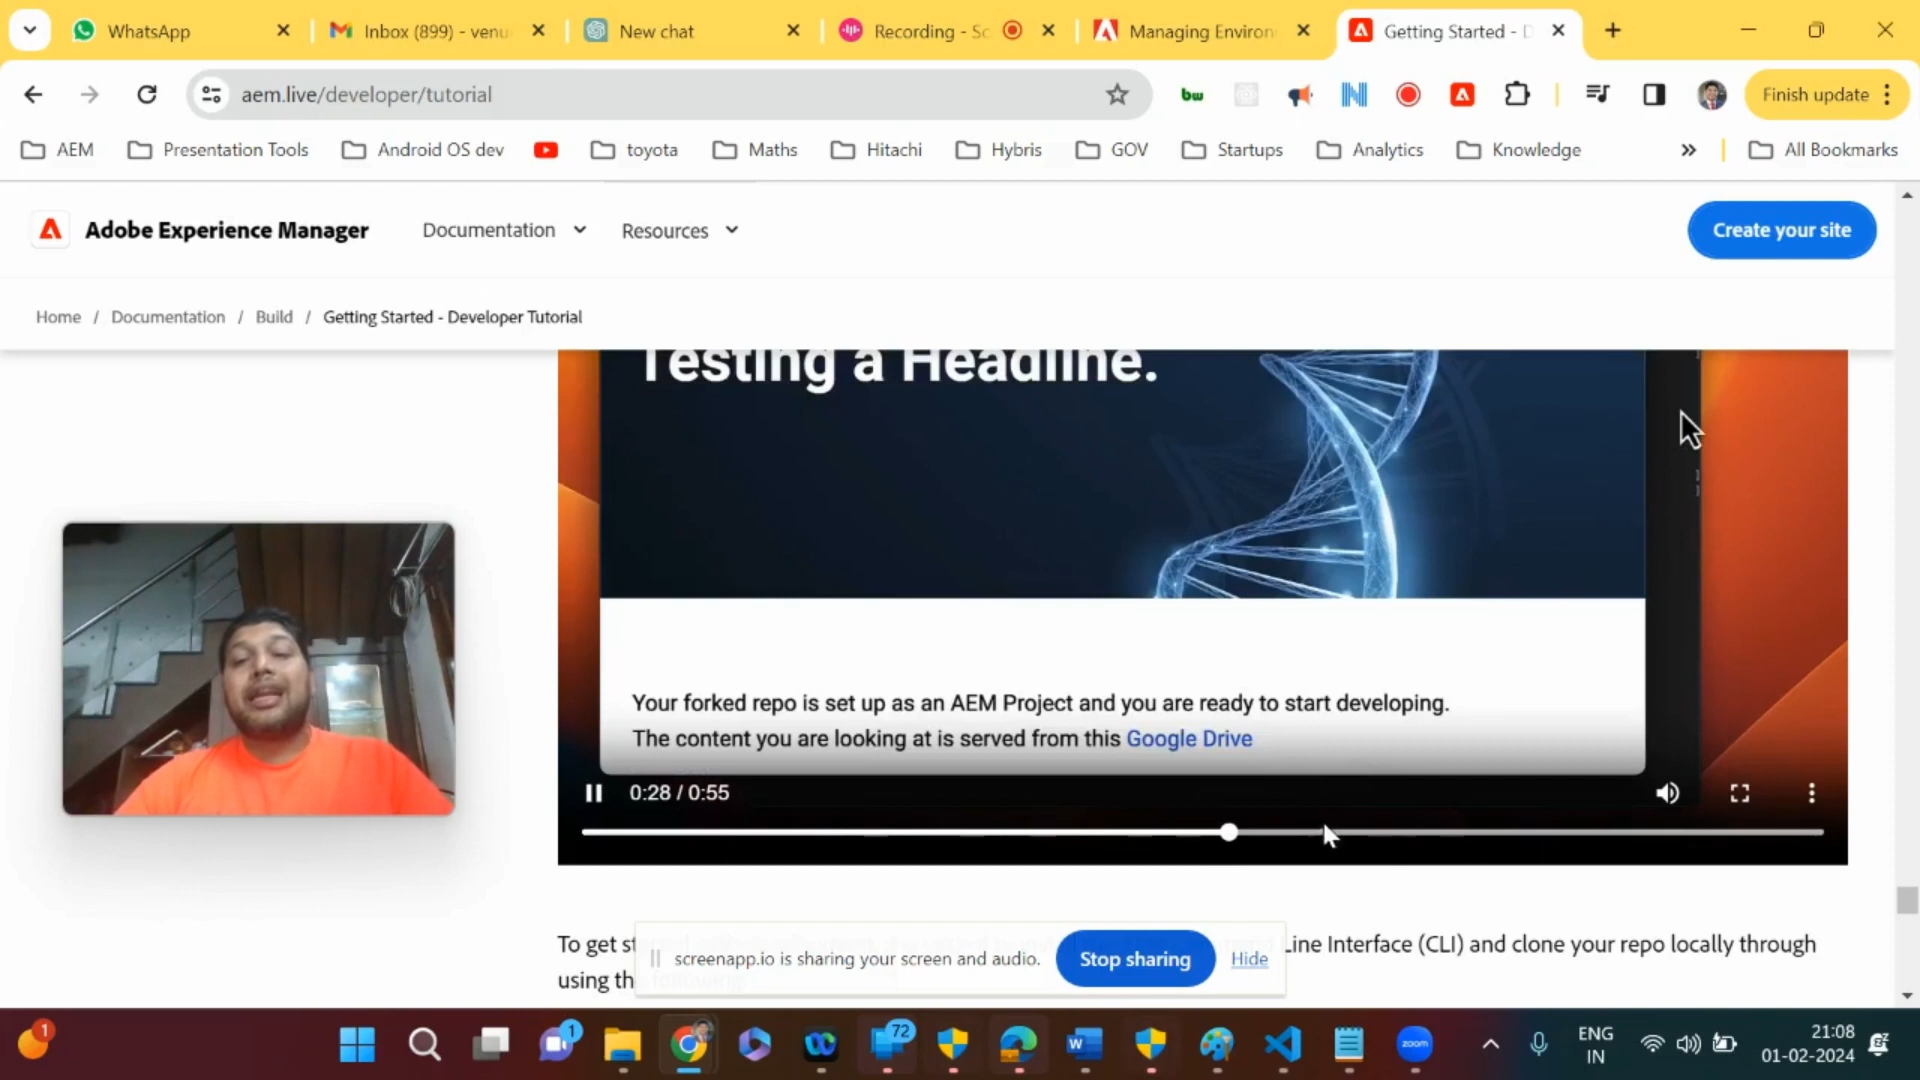 WhatsApp
Inbox (899) - venu
New chat
Recording - Sc
Managing Environ
Getting Started - D
aem.live/developer/tutorial
bw
Finish update
AEM
Presentation Tools
Android OS dev
toyota
Maths
Hitachi
Hybris
GOV
Startups
Analytics
Knowledge
All Bookmarks
Adobe Experience Manager
Documentation
Resources
Create your site
Home / Documentation / Build / Getting Started - Developer Tutorial
Testing a Headline.
Your forked repo is set up as an AEM Project and you are ready to start developing.
The content you are looking at is served from this Google Drive
0:28 / 0:55
To get st
Line Interface (CLI) and clone your repo locally through
using th
screenapp.io is sharing your screen and audio.
Stop sharing
Hide
1
1
72
W
zoom
ENG
IN
21:08
01-02-2024